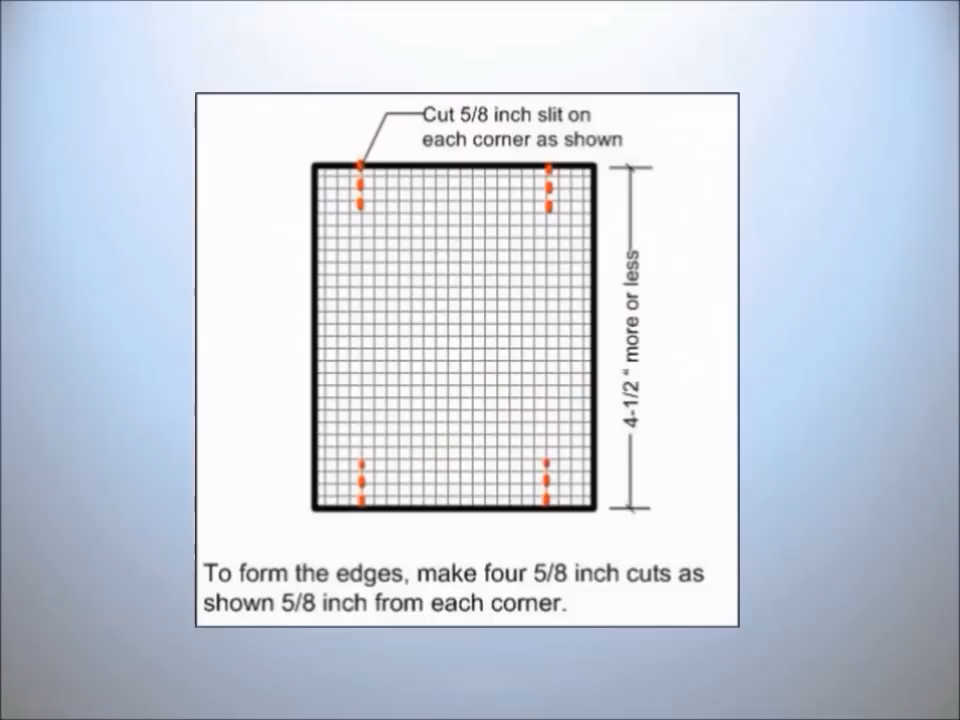 Cut 5/8 inch slit on
each corner as shown
4-1/2 " more or less
To form the edges, make four 5/8 inch cuts as
shown 5/8 inch from each corner.